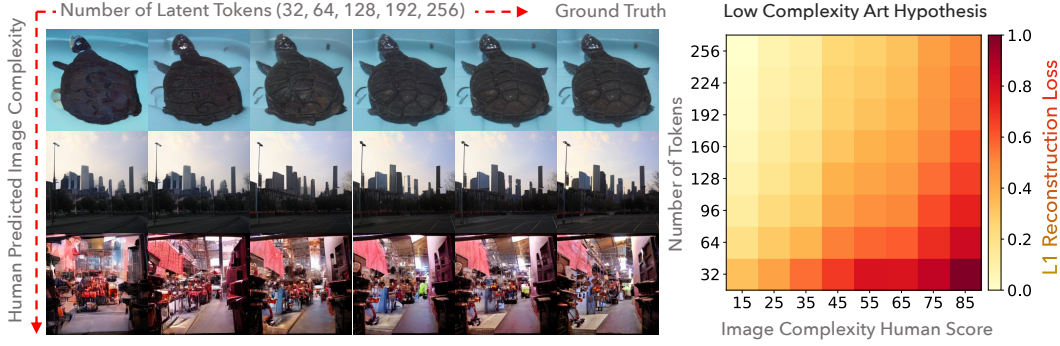 Number of Latent Tokens (32, 64, 128, 192, 256)
Ground Truth
Human Predicted Image Complexity
Low Complexity Art Hypothesis
Number of Tokens
256
224
192
160
128
96
64
32
15 25 35 45 55 65 75 85
Image Complexity Human Score
1.0
0.8
0.6
0.4
0.2
0.0
L1 Reconstruction Loss